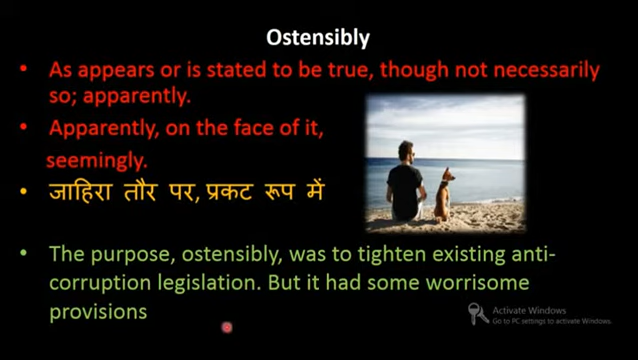 Ostensibly
• As appears or is stated to be true, though not necessarily
so; apparently.
• Apparently, on the face of it,
seemingly.
• जाहिरा तौर पर, प्रकट रूप में
• The purpose, ostensibly, was to tighten existing anti-
corruption legislation. But it had some worrisome
provisions
Activate Windows
Go to PC settings to activate Windows.